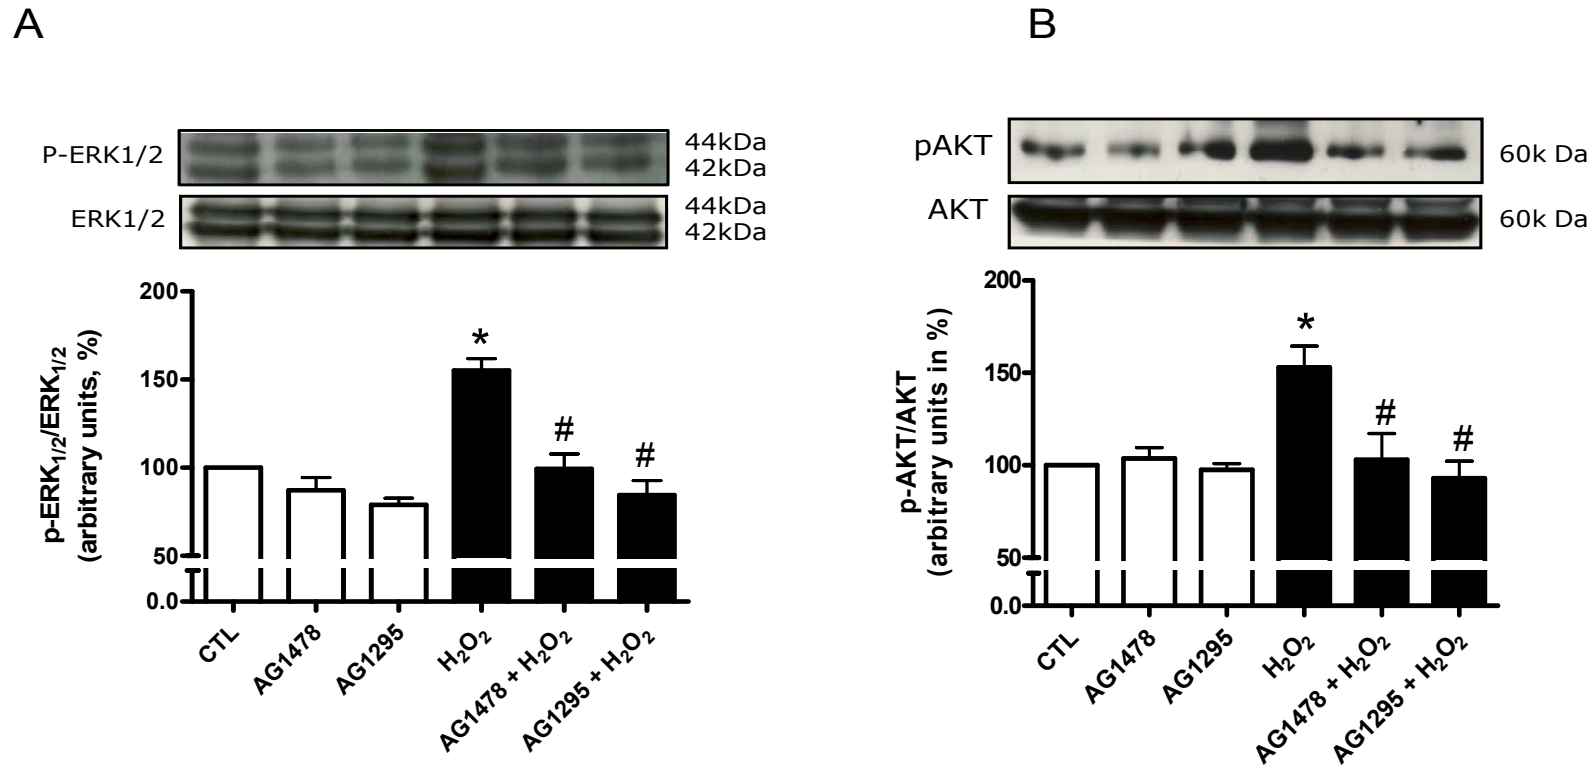 A
P-ERK1/2
44kDa
42kDa
ERK1/2
44kDa
42kDa
p-ERK1/2/ERK1/2
(arbitrary units, %)
200
150
100
50
0.0
*
#
#
CTL
AG1478
AG1295
H₂O₂
AG1478 + H₂O₂
AG1295 + H₂O₂
B
pAKT
60k Da
AKT
60k Da
p-AKT/AKT
(arbitrary units in %)
200
150
100
50
0.0
*
#
#
CTL
AG1478
AG1295
H₂O₂
AG1478 + H₂O₂
AG1295 + H₂O₂